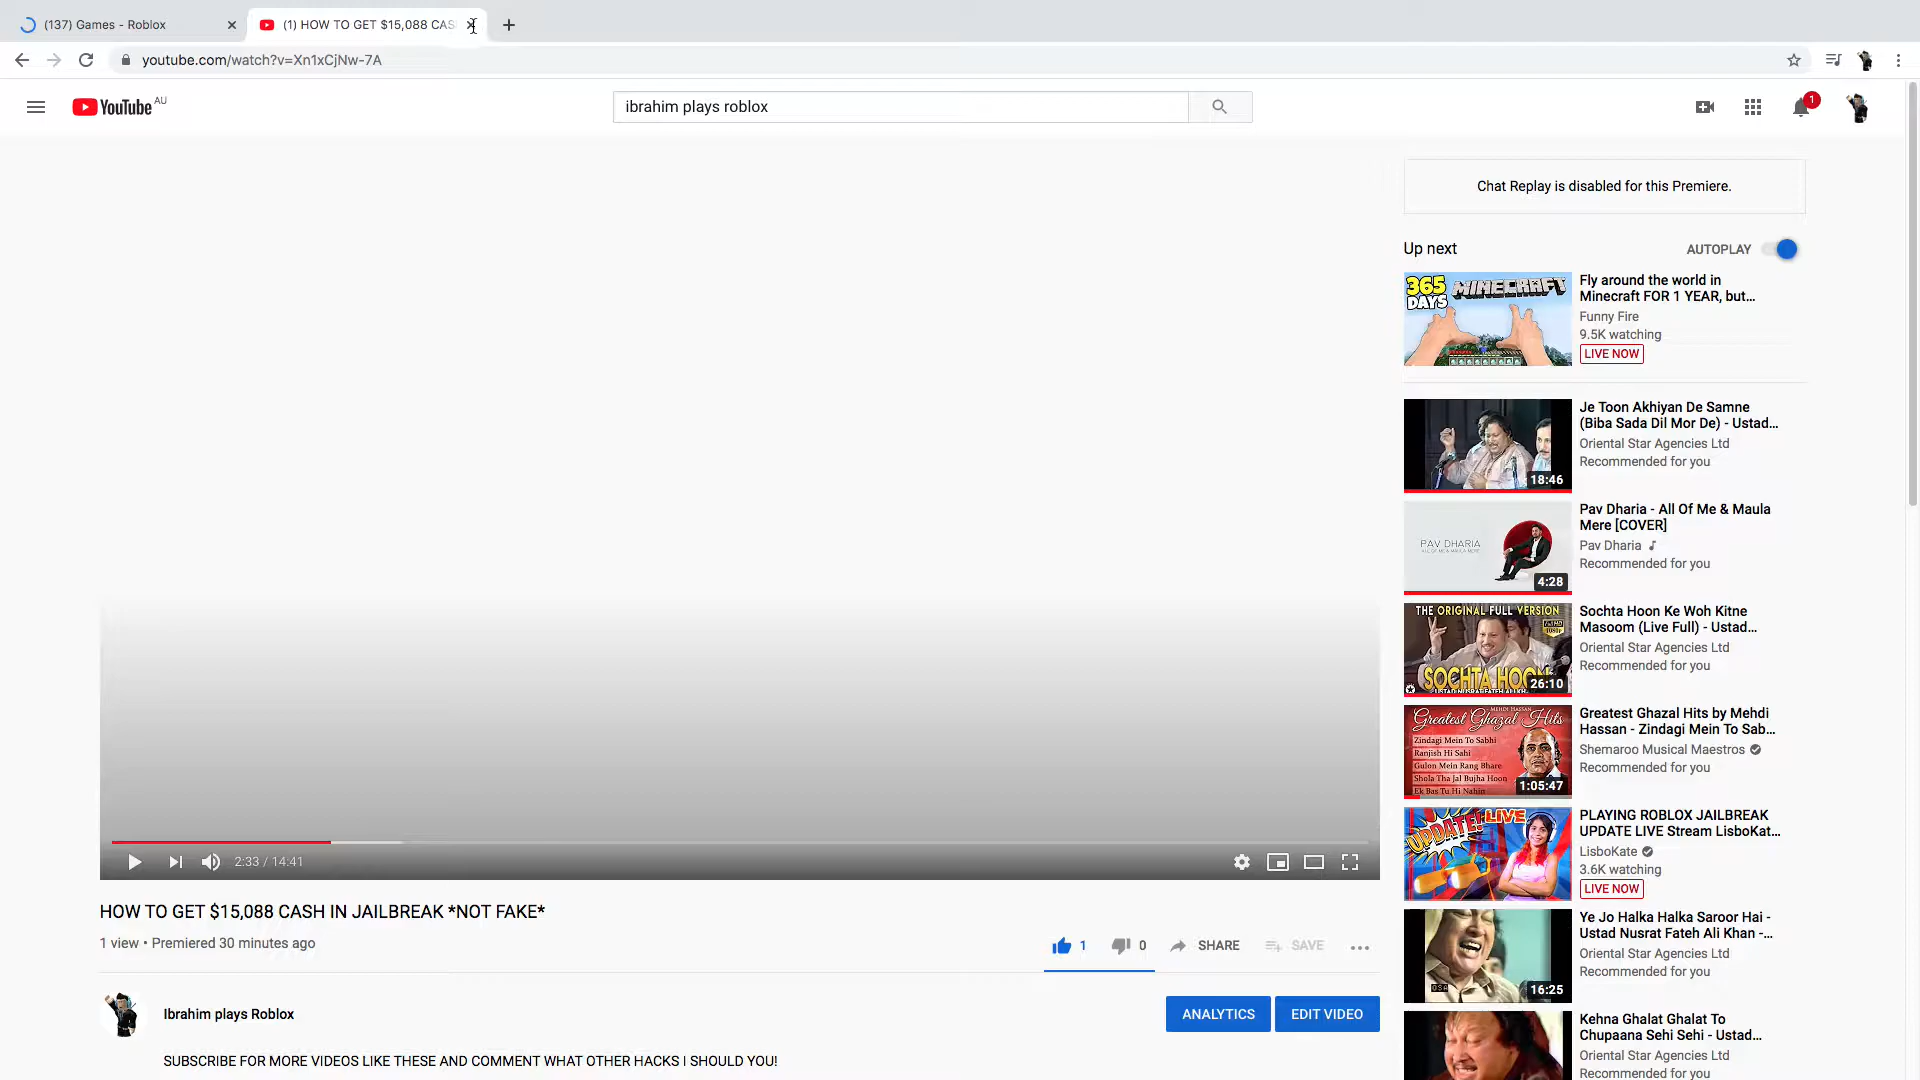 (137) Games - Roblox
(1) HOW TO GET $15,088 CAS
youtube.com/watch?v=Xn1xCjNw-7A
YouTube AU
ibrahim plays roblox
1
Chat Replay is disabled for this Premiere.
Up next
AUTOPLAY
365 DAYS MINECRAFT
Fly around the world in
Minecraft FOR 1 YEAR, but...
Funny Fire
9.5K watching
LIVE NOW
Je Toon Akhiyan De Samne
(Biba Sada Dil Mor De) - Ustad...
Oriental Star Agencies Ltd
Recommended for you
18:46
Pav Dharia - All Of Me & Maula
Mere [COVER]
Pav Dharia
Recommended for you
PAV DHARIA
4:28
THE ORIGINAL FULL VERSION
SOCHTA HOON
26:10
Sochta Hoon Ke Woh Kitne
Masoom (Live Full) - Ustad...
Oriental Star Agencies Ltd
Recommended for you
MEHDI HASSAN
Greatest Ghazal Hits
Zindagi Mein To Sabhi
Ranjish Hi Sahi
Gulon Mein Rang Bhare
Shola Tha Jal Bujha Hoon
Ek Bas Tu Hi Nahin
1:05:47
Greatest Ghazal Hits by Mehdi
Hassan - Zindagi Mein To Sab...
Shemaroo Musical Maestros
Recommended for you
UPDATE! LIVE
PLAYING ROBLOX JAILBREAK
UPDATE LIVE Stream LisboKat...
LisboKate
3.6K watching
LIVE NOW
OSA
16:25
Ye Jo Halka Halka Saroor Hai -
Ustad Nusrat Fateh Ali Khan -...
Oriental Star Agencies Ltd
Recommended for you
Kehna Ghalat Ghalat To
Chupaana Sehi Sehi - Ustad...
Oriental Star Agencies Ltd
Recommended for you
2:33 / 14:41
HOW TO GET $15,088 CASH IN JAILBREAK *NOT FAKE*
1 view • Premiered 30 minutes ago
1
0
SHARE
SAVE
Ibrahim plays Roblox
ANALYTICS
EDIT VIDEO
SUBSCRIBE FOR MORE VIDEOS LIKE THESE AND COMMENT WHAT OTHER HACKS I SHOULD YOU!